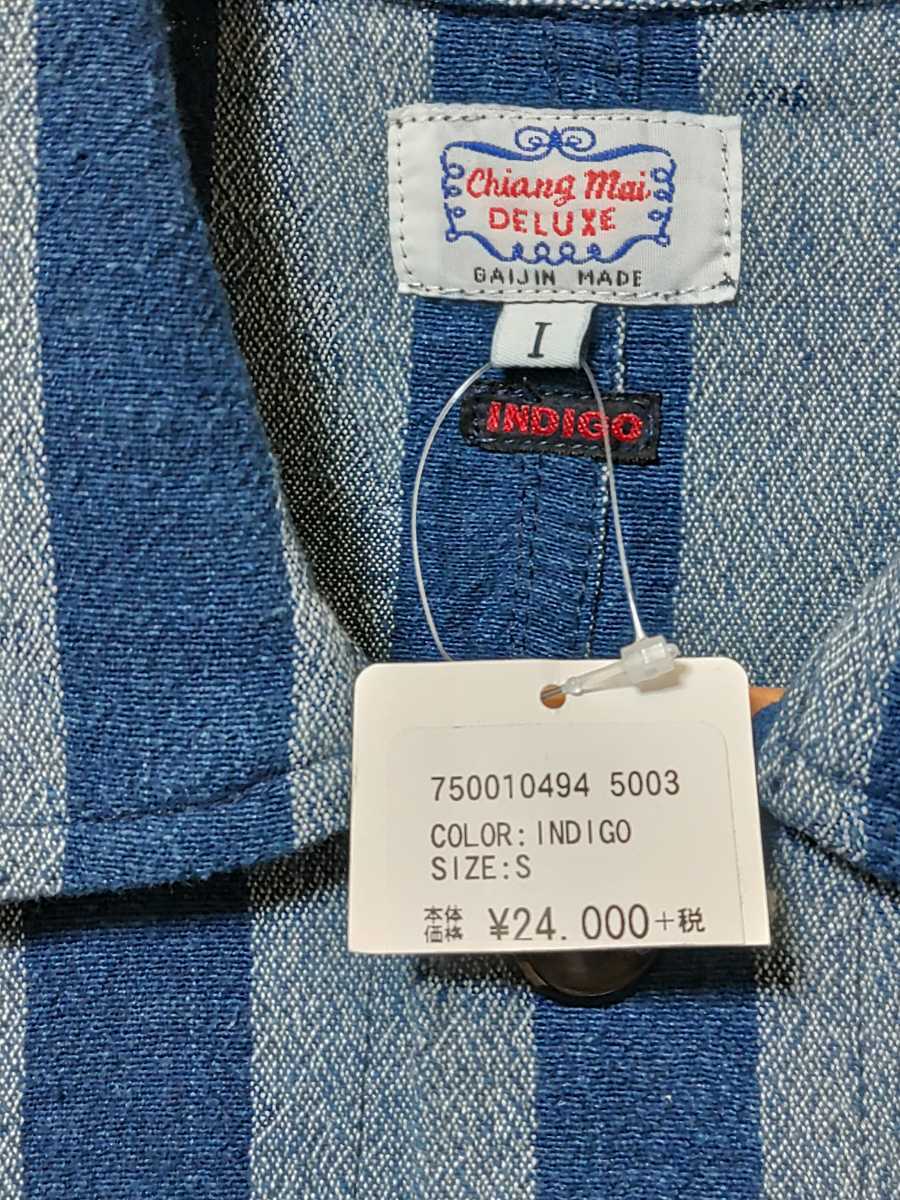 Chiang Mai
DELUXE
GAIJIN MADE
I
INDIGO
750010494 5003
COLOR:INDIGO
SIZE:S
本体価格 ¥24.000+税